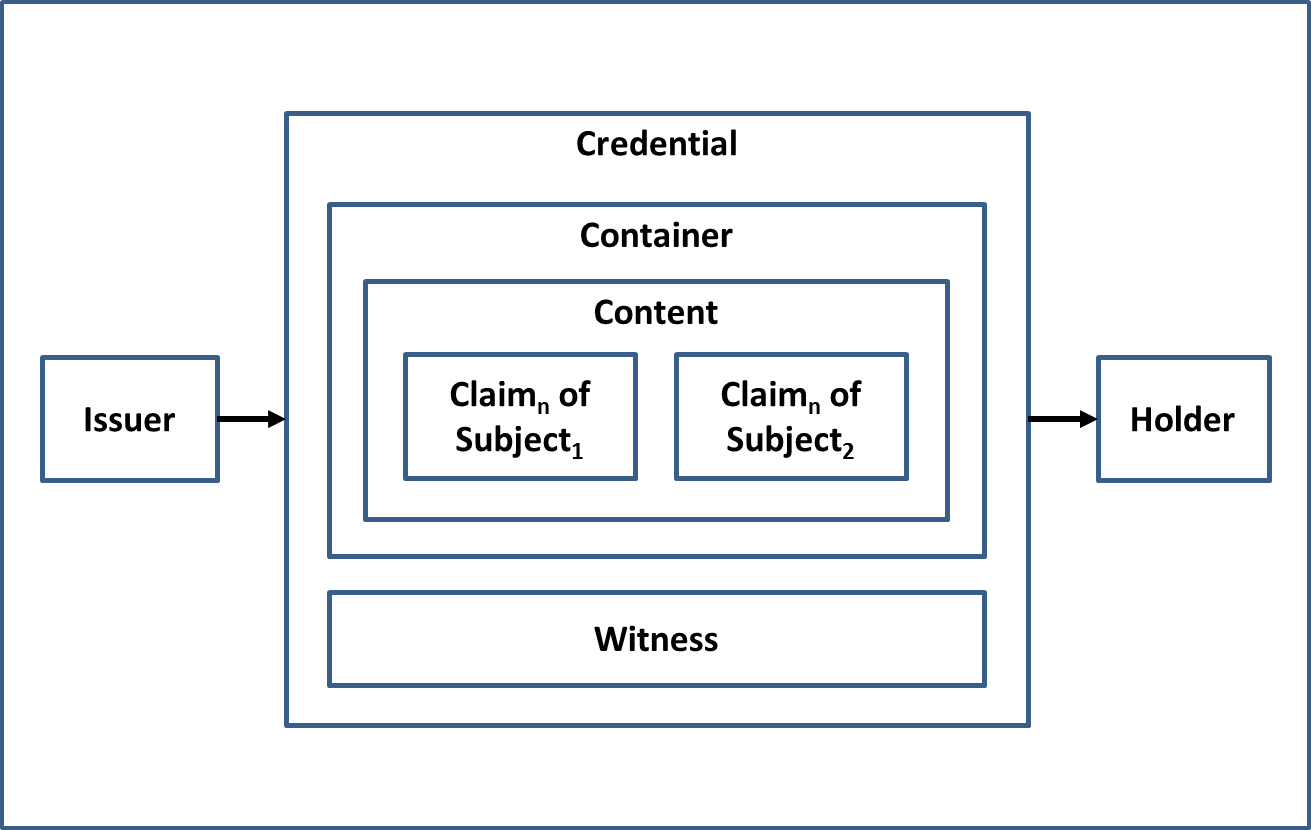 Credential
Container
Content
Claimₙ of
Subject₁
Claimₙ of
Subject₂
Issuer
Holder
Witness